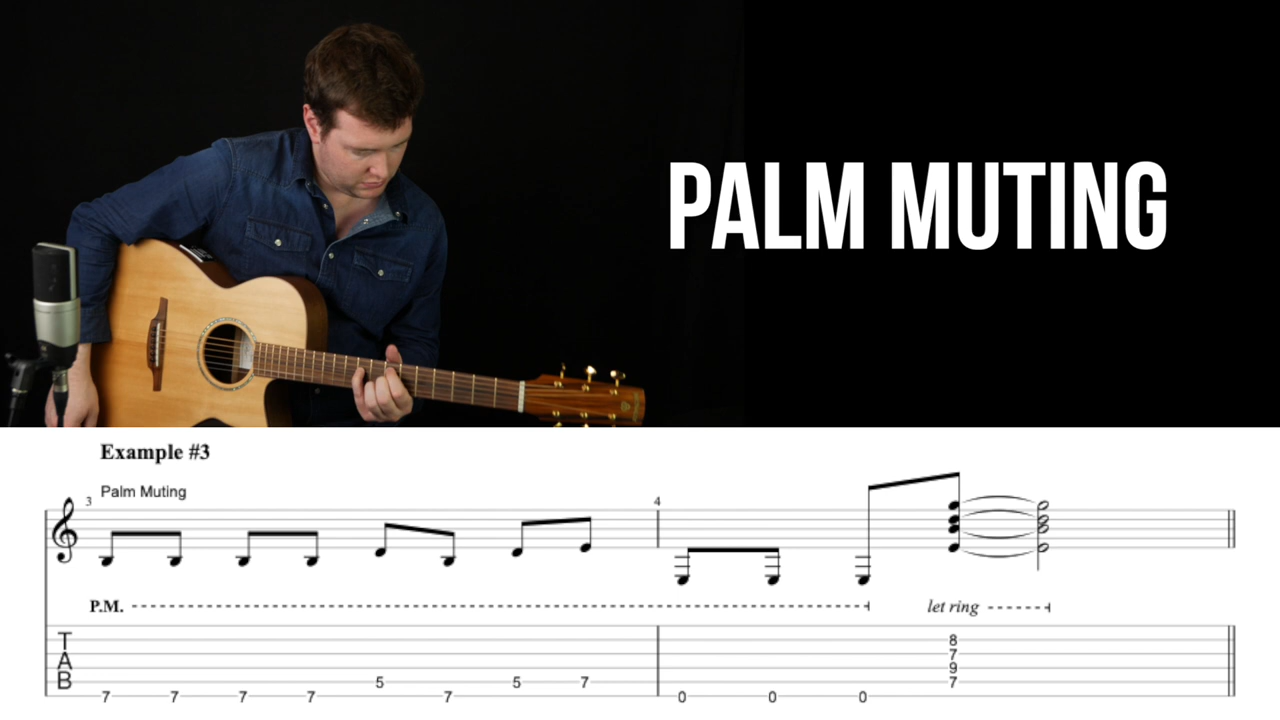 PALM MUTING
Example #3
Palm Muting
3 4
P.M. let ring
T
A
B
8
7
9
5 5 7 7
7 7 7 7 7 0 0 0